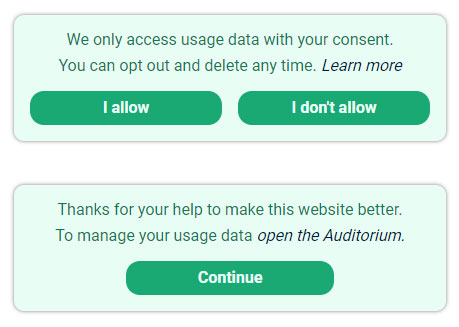 We only access usage data with your consent.
You can opt out and delete any time. Learn more
I allow
I don't allow
Thanks for your help to make this website better.
To manage your usage data open the Auditorium.
Continue